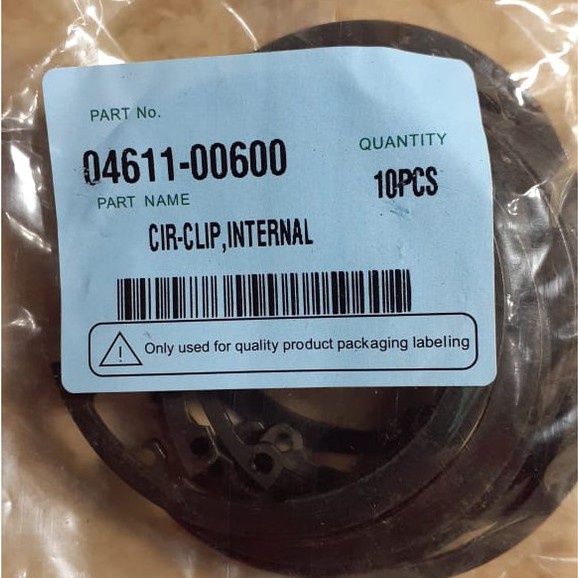 PART No.
04611-00600
QUANTITY
10PCS
PART NAME
CIR-CLIP,INTERNAL
Only used for quality product packaging labeling